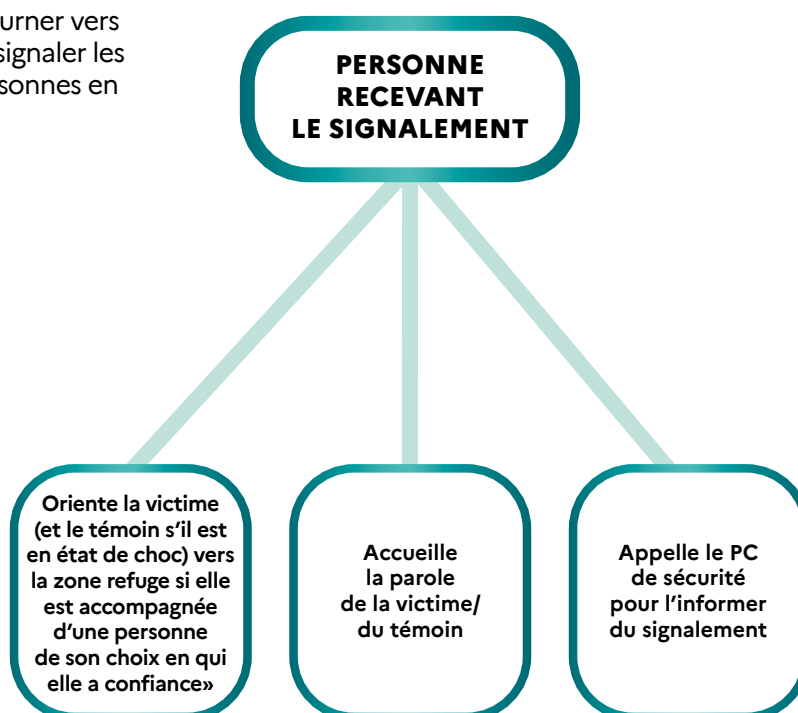 urner vers
signaler les
sonnes en
PERSONNE
RECEVANT
LE SIGNALEMENT
Oriente la victime
(et le témoin s’il est
en état de choc) vers
la zone refuge si elle
est accompagnée
d’une personne
de son choix en qui
elle a confiance»
Accueille
la parole
de la victime/
du témoin
Appelle le PC
de sécurité
pour l’informer
du signalement